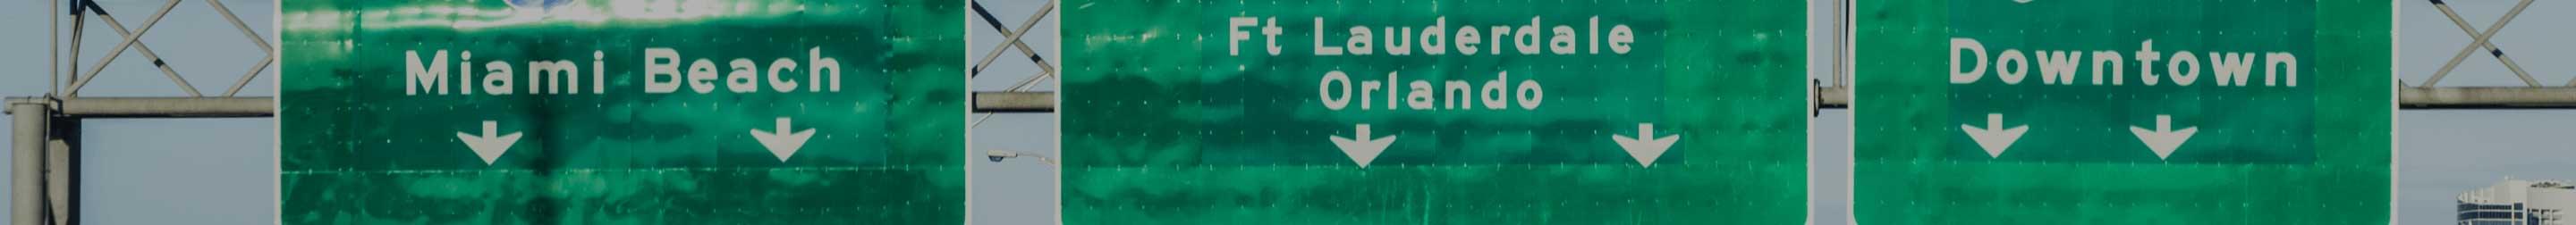 Miami Beach
Ft Lauderdale
Orlando
Downtown